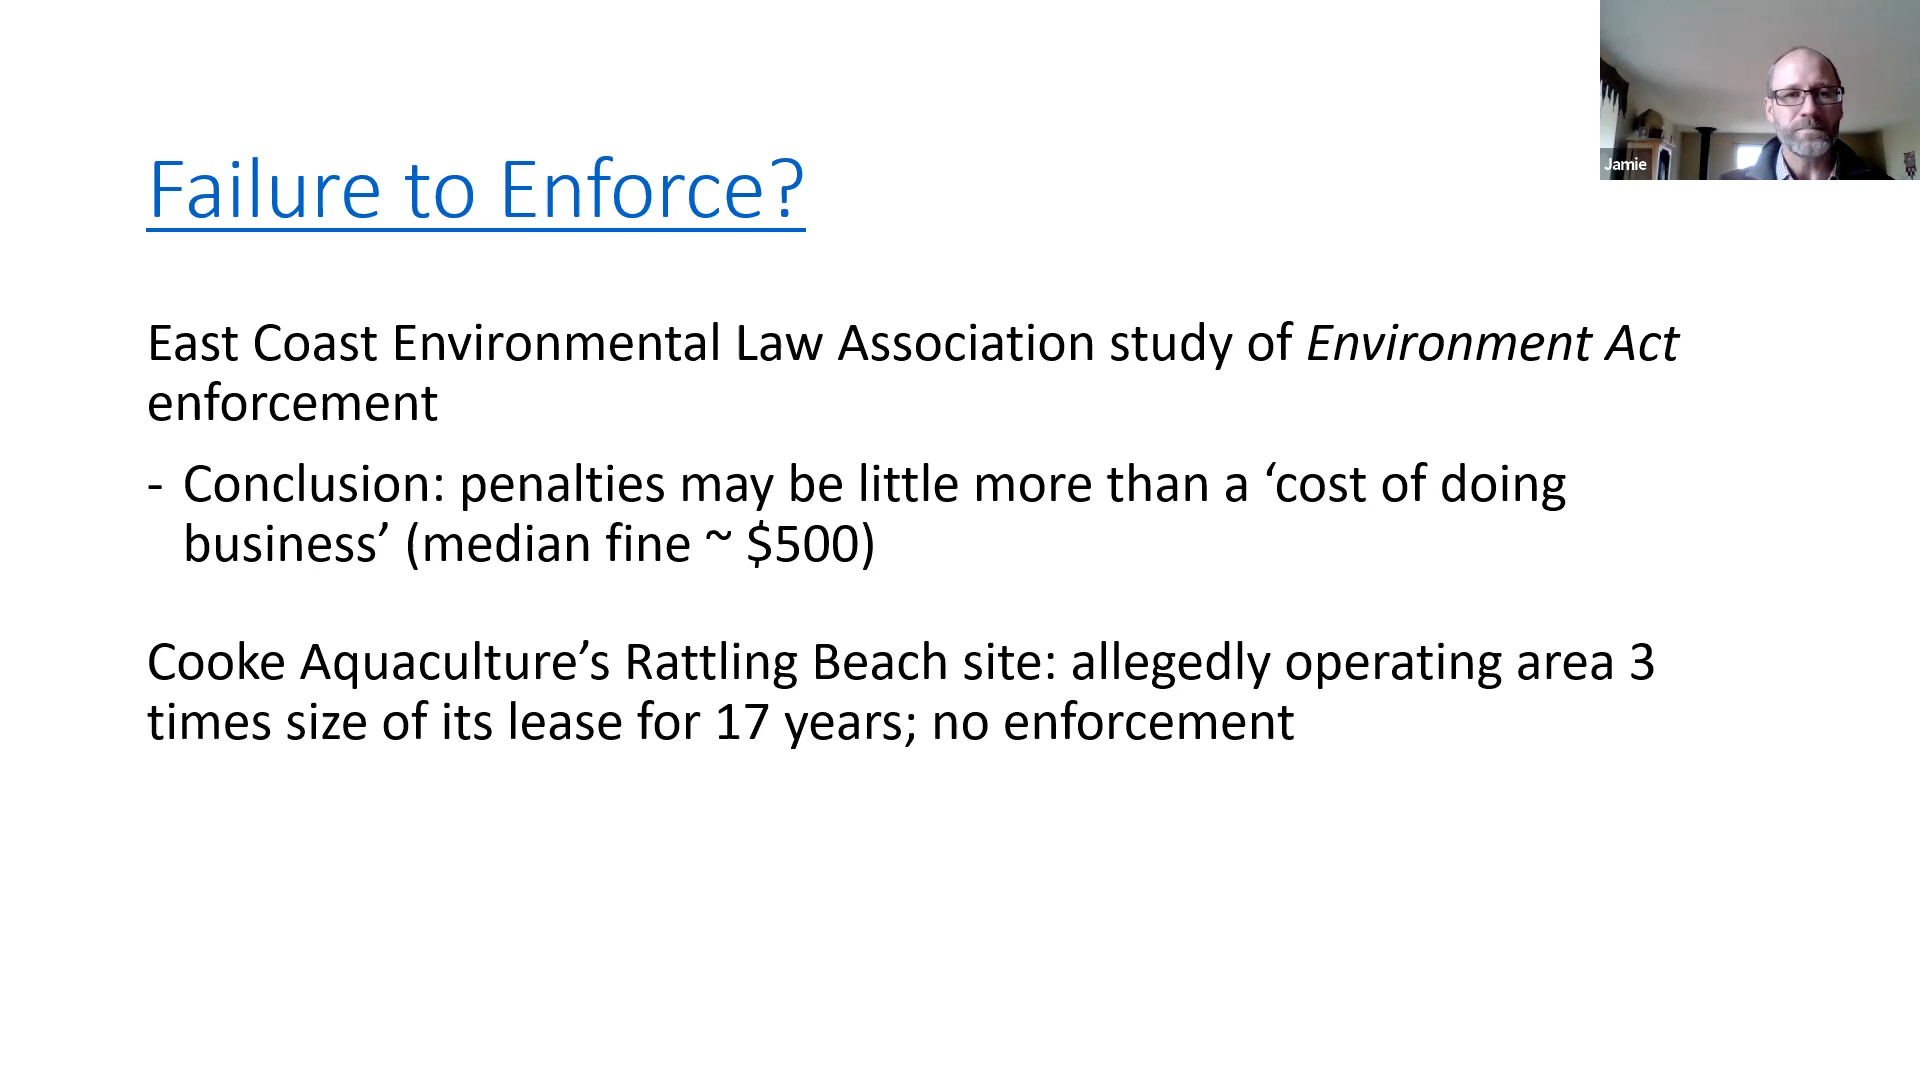 Jamie
Failure to Enforce?
East Coast Environmental Law Association study of Environment Act
enforcement
- Conclusion: penalties may be little more than a ‘cost of doing
business’ (median fine ~ $500)
Cooke Aquaculture’s Rattling Beach site: allegedly operating area 3
times size of its lease for 17 years; no enforcement